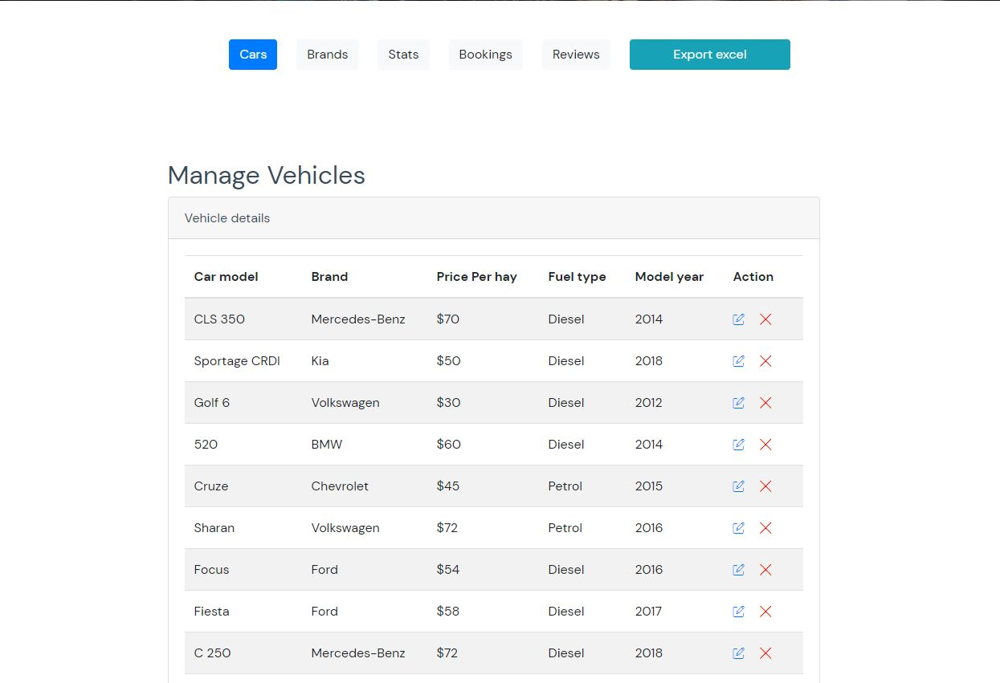 Cars Brands Stats Bookings Reviews Export excel
Manage Vehicles
Vehicle details
Car model Brand Price Per hay Fuel type Model year Action
CLS 350 Mercedes-Benz $70 Diesel 2014
Sportage CRDI Kia $50 Diesel 2018
Golf 6 Volkswagen $30 Diesel 2012
520 BMW $60 Diesel 2014
Cruze Chevrolet $45 Petrol 2015
Sharan Volkswagen $72 Petrol 2016
Focus Ford $54 Diesel 2016
Fiesta Ford $58 Diesel 2017
C 250 Mercedes-Benz $72 Diesel 2018